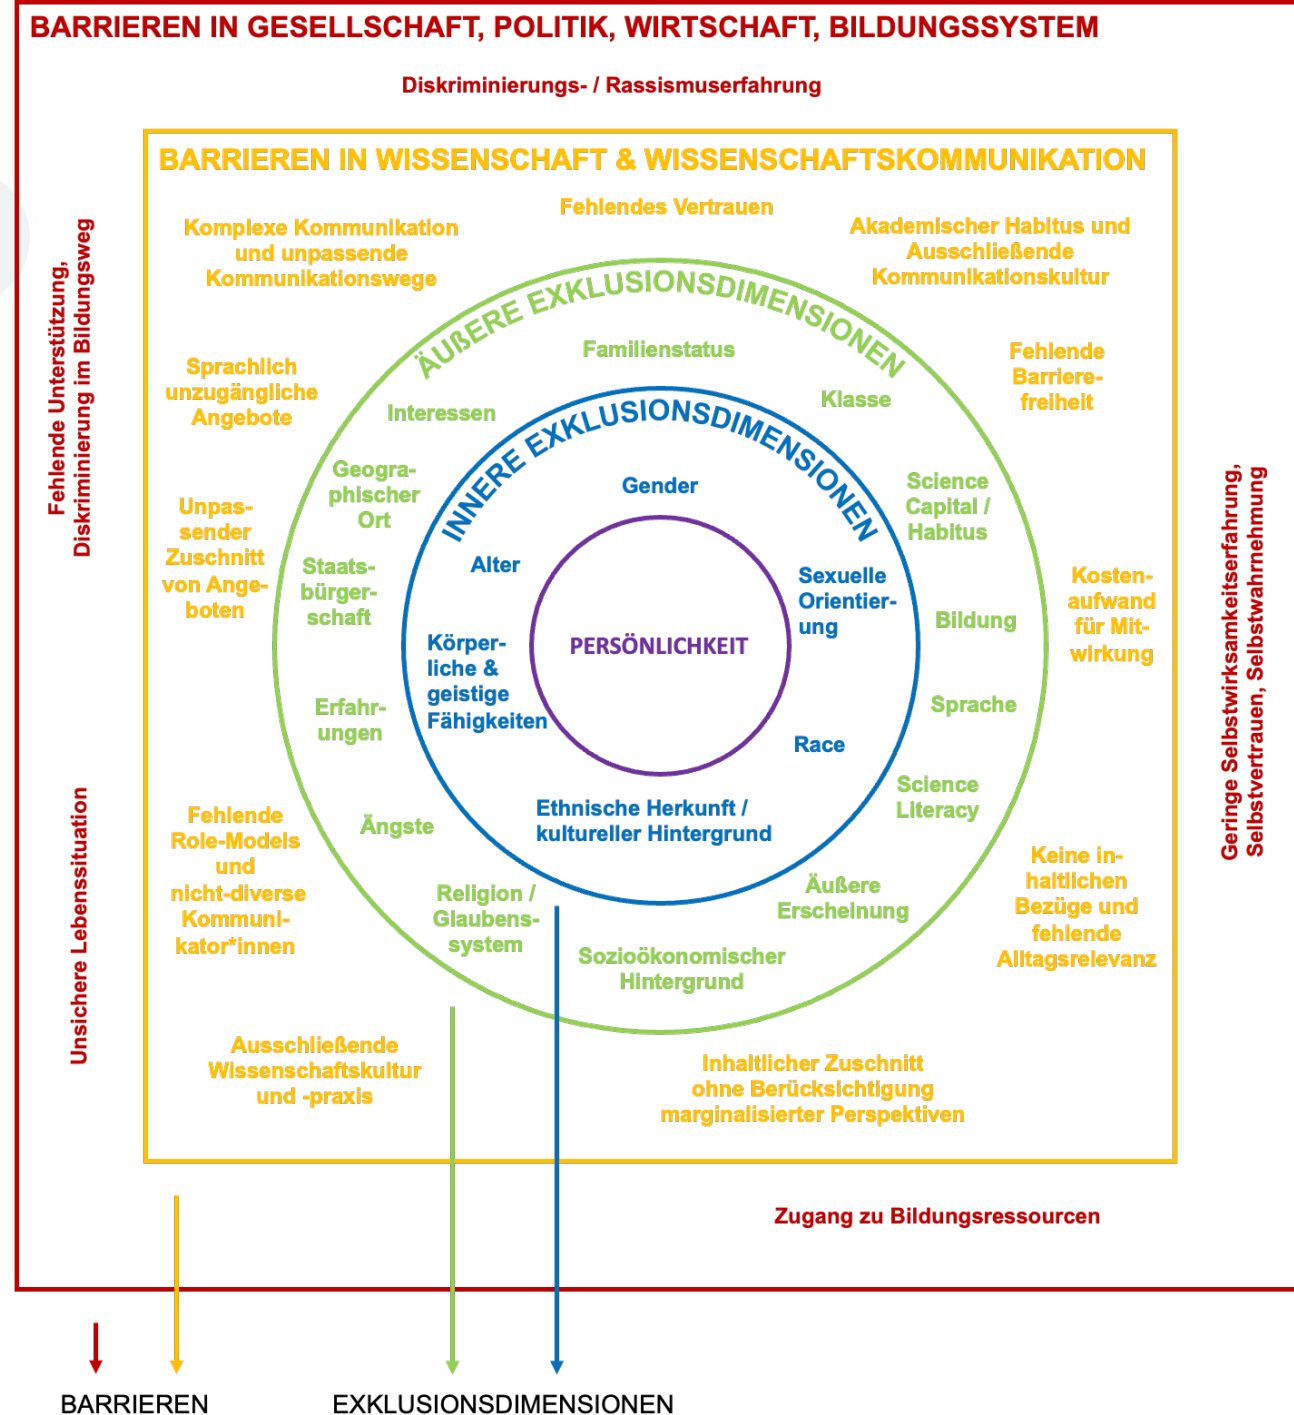 BARRIEREN IN GESELLSCHAFT, POLITIK, WIRTSCHAFT, BILDUNGSSYSTEM
Diskriminierungs- / Rassismuserfahrung
Fehlende Unterstützung,
Diskriminierung im Bildungsweg
Unsichere Lebenssituation
Geringe Selbstwirksamkeitserfahrung,
Selbstvertrauen, Selbstwahrnehmung
Zugang zu Bildungsressourcen
BARRIEREN IN WISSENSCHAFT & WISSENSCHAFTSKOMMUNIKATION
Fehlendes Vertrauen
Komplexe Kommunikation
und unpassende
Kommunikationswege
Akademischer Habitus und
Ausschließende
Kommunikationskultur
Sprachlich
unzugängliche
Angebote
Fehlende
Barriere-
freiheit
Unpas-
sender
Zuschnitt
von Ange-
boten
Kosten-
aufwand
für Mit-
wirkung
Fehlende
Role-Models
und
nicht-diverse
Kommuni-
kator*innen
Keine in-
haltlichen
Bezüge und
fehlende
Alltagsrelevanz
Ausschließende
Wissenschaftskultur
und -praxis
Inhaltlicher Zuschnitt
ohne Berücksichtigung
marginalisierter Perspektiven
ÄUßERE EXKLUSIONSDIMENSIONEN
Familienstatus
Interessen
Klasse
Geogra-
phischer
Ort
Science
Capital /
Habitus
Staats-
bürger-
schaft
Bildung
Erfahr-
ungen
Sprache
Ängste
Science
Literacy
Religion /
Glaubens-
system
Äußere
Erscheinung
Sozioökonomischer
Hintergrund
INNERE EXKLUSIONSDIMENSIONEN
Gender
Alter
Sexuelle
Orientier-
ung
Körper-
liche &
geistige
Fähigkeiten
Race
Ethnische Herkunft /
kultureller Hintergrund
PERSÖNLICHKEIT
BARRIEREN
EXKLUSIONSDIMENSIONEN